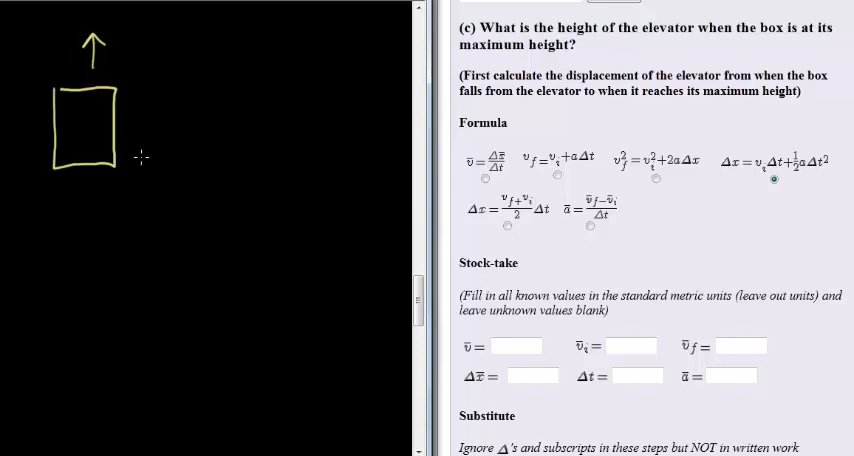 (c) What is the height of the elevator when the box is at its
maximum height?
(First calculate the displacement of the elevator from when the box
falls from the elevator to when it reaches its maximum height)
Formula
v̄ = Δx̄/Δt v_f = v_i + aΔt v_f² = v_i² + 2aΔx Δx = v_iΔt + ½aΔt²
Δx = (v_f + v_i)/2 Δt ā = (v̄_f − v̄_i)/Δt
Stock-take
(Fill in all known values in the standard metric units (leave out units) and
leave unknown values blank)
v̄ = v̄_i = v̄_f =
Δx̄ = Δt = ā =
Substitute
Ignore Δ's and subscripts in these steps but NOT in written work